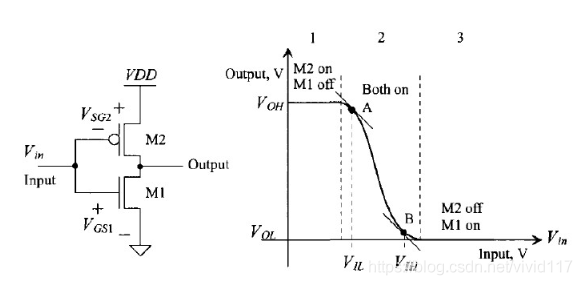 1 2 3
VDD
V_SG2 +
−
M2
V_in
Input
Output
M1
+
V_GS1 −
Output, V
M2 on
M1 off
Both on
V_OH
A
B
M2 off
M1 on
V_OL
V_in
Input, V
V_IL V_IH
https://blog.csdn.net/vivid117